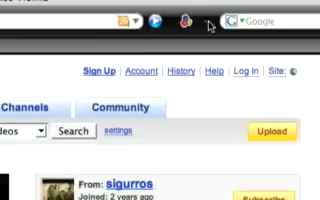 Google
Sign Up | Account | History | Help | Log In | Site:
Channels Community
Search settings Upload
From: sigurros
Joined: 2 years ago
Subscribe